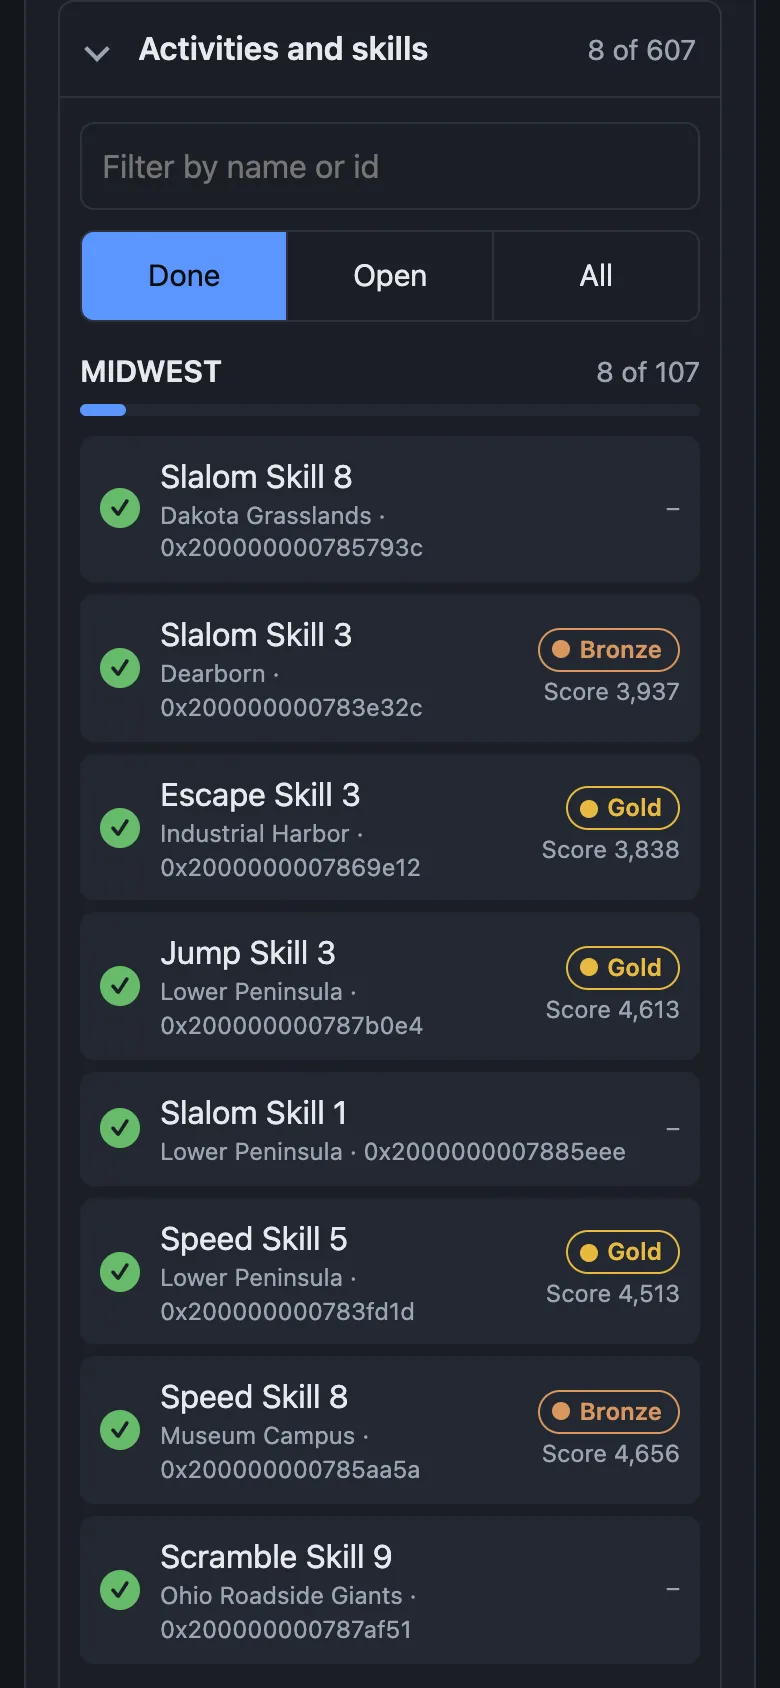 Activities and skills
8 of 607
Filter by name or id
Done
Open
All
MIDWEST
8 of 107
Slalom Skill 8
Dakota Grasslands ·
0x200000000785793c
–
Slalom Skill 3
Dearborn ·
0x200000000783e32c
Bronze
Score 3,937
Escape Skill 3
Industrial Harbor ·
0x2000000007869e12
Gold
Score 3,838
Jump Skill 3
Lower Peninsula ·
0x200000000787b0e4
Gold
Score 4,613
Slalom Skill 1
Lower Peninsula · 0x2000000007885eee
–
Speed Skill 5
Lower Peninsula ·
0x200000000783fd1d
Gold
Score 4,513
Speed Skill 8
Museum Campus ·
0x200000000785aa5a
Bronze
Score 4,656
Scramble Skill 9
Ohio Roadside Giants ·
0x200000000787af51
–